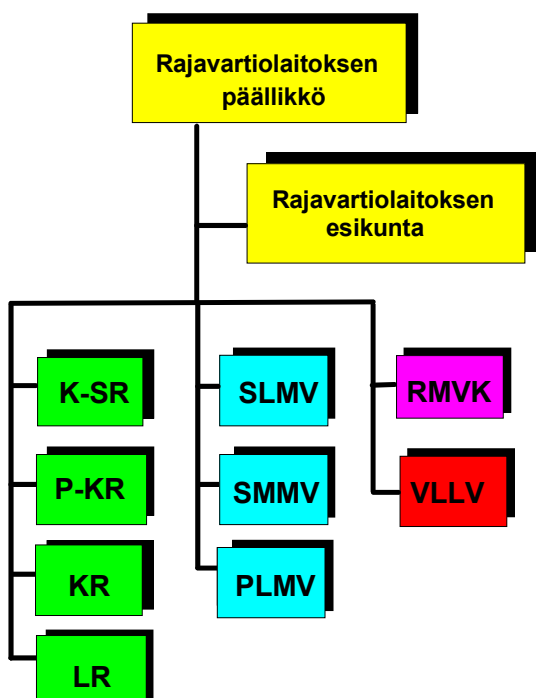 Rajavartiolaitoksen
päällikkö
Rajavartiolaitoksen
esikunta
K-SR
SLMV
RMVK
P-KR
SMMV
VLLV
KR
PLMV
LR